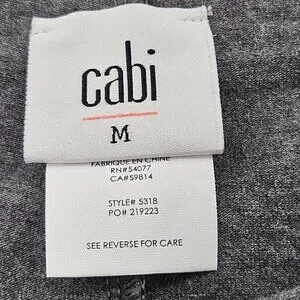 cabi
M
FABRIQUE EN CHINE
RN#54077
CA#59814
STYLE# 5318
PO# 219223
SEE REVERSE FOR CARE